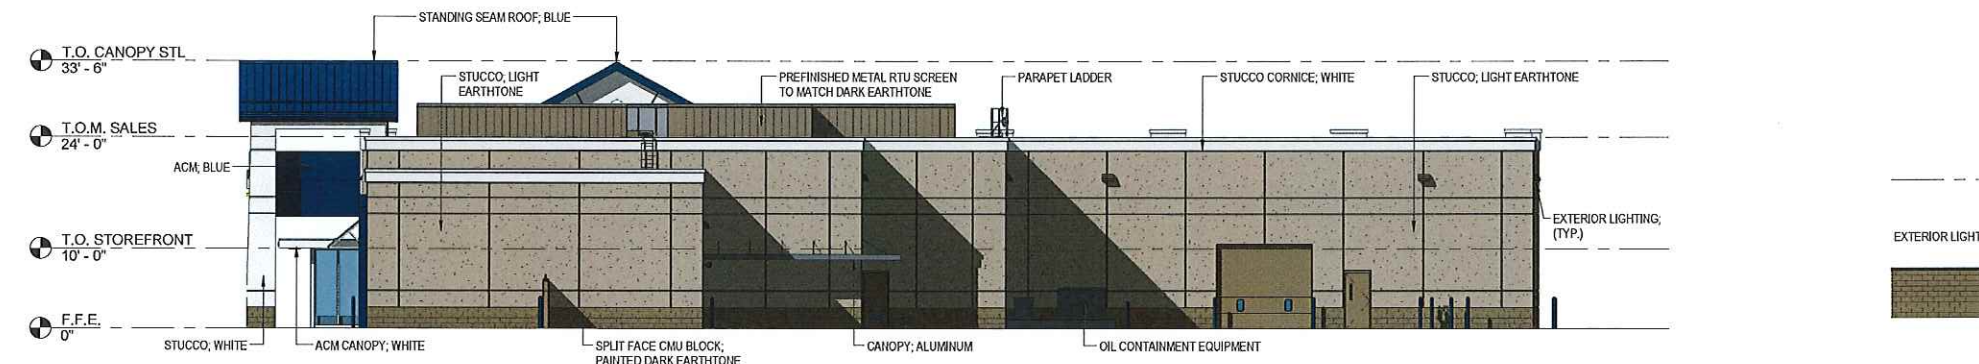 STANDING SEAM ROOF; BLUE
T.O. CANOPY STL
33' - 6"
STUCCO; LIGHT
EARTHTONE
PREFINISHED METAL RTU SCREEN
TO MATCH DARK EARTHTONE
PARAPET LADDER
STUCCO CORNICE; WHITE
STUCCO; LIGHT EARTHTONE
T.O.M. SALES
24' - 0"
ACM; BLUE
EXTERIOR LIGHTING;
(TYP.)
T.O. STOREFRONT
10' - 0"
EXTERIOR LIGHT
F.F.E.
0"
STUCCO; WHITE
ACM CANOPY; WHITE
SPLIT FACE CMU BLOCK;
PAINTED DARK EARTHTONE
CANOPY; ALUMINUM
OIL CONTAINMENT EQUIPMENT